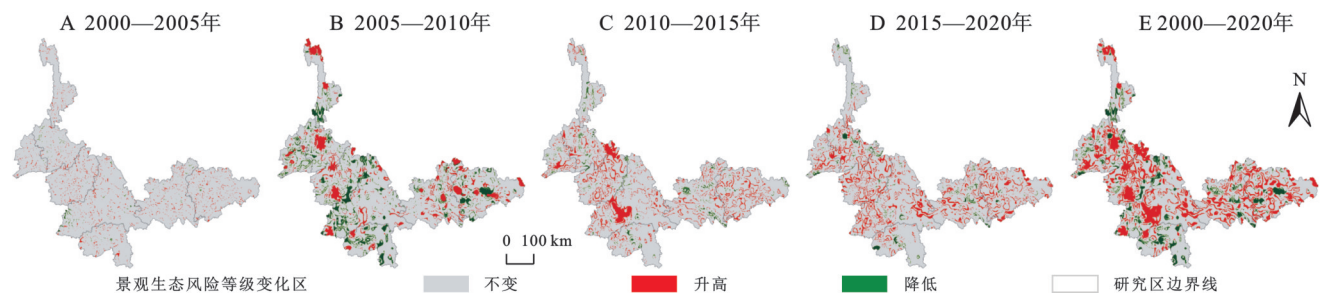 A 2000—2005年 B 2005—2010年 C 2010—2015年 D 2015—2020年 E 2000—2020年
N
0 100 km
景观生态风险等级变化区 不变 升高 降低 研究区边界线